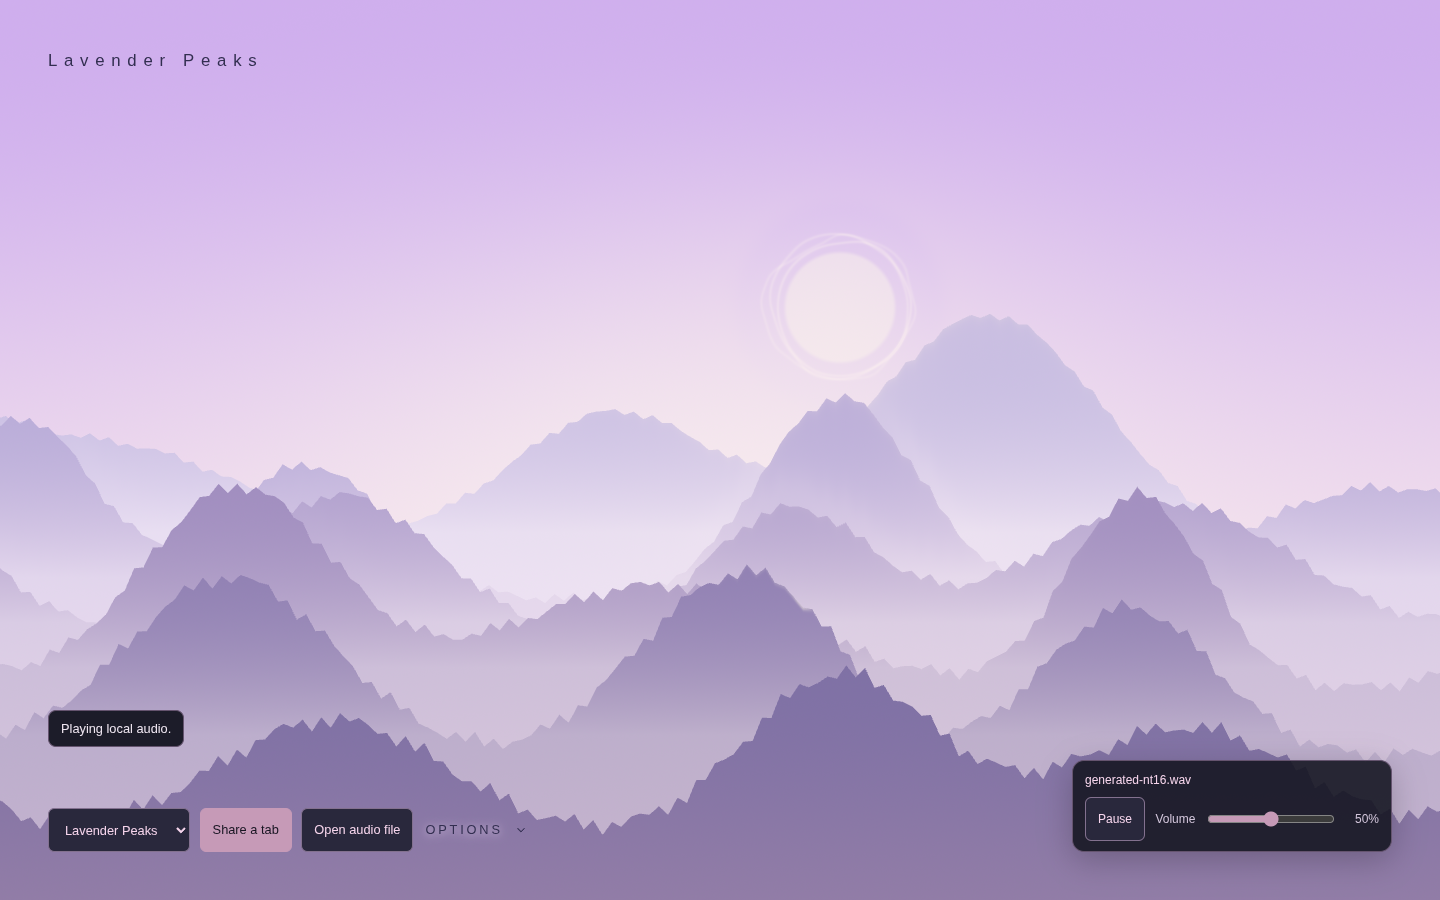 Lavender Peaks
Playing local audio.
Lavender Peaks
Share a tab
Open audio file
OPTIONS
generated-nt16.wav
Pause
Volume
50%